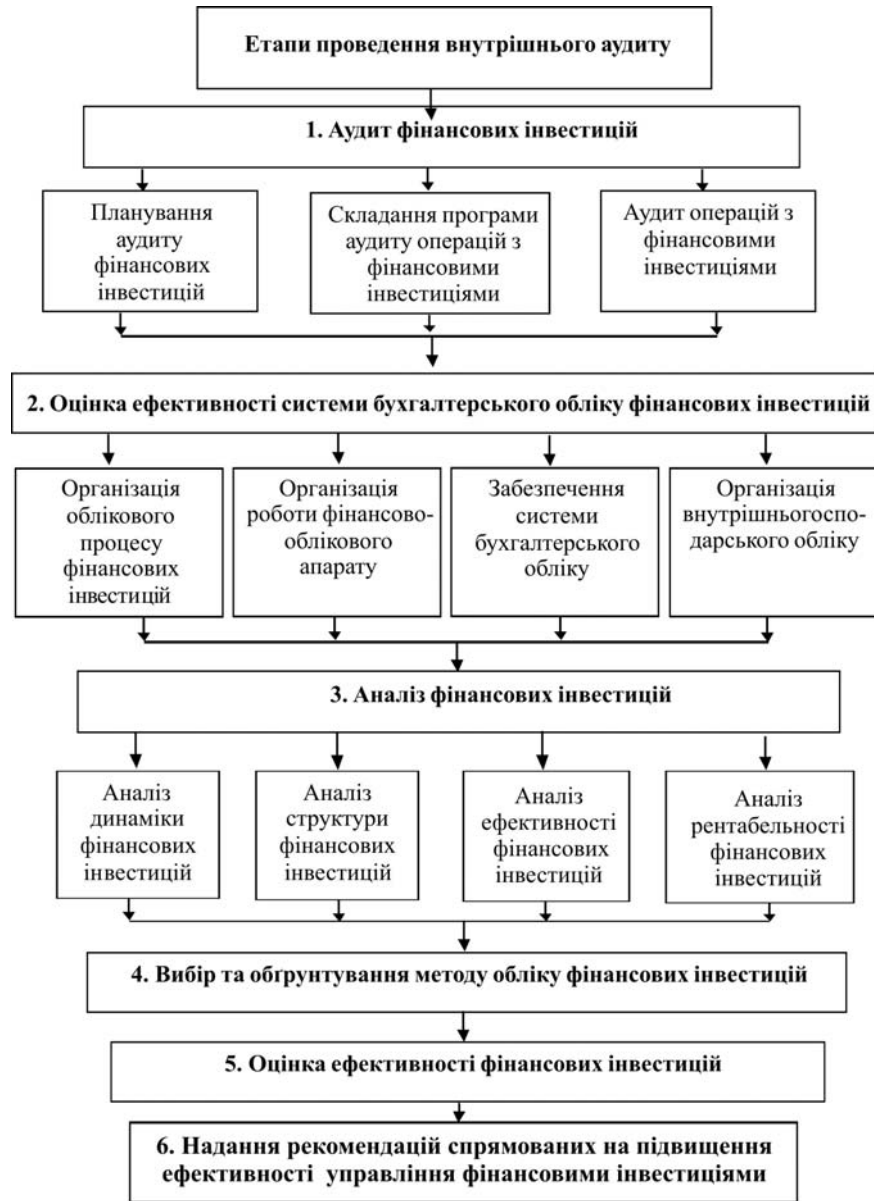 Етапи проведення внутрішнього аудиту
1. Аудит фінансових інвестицій
Планування
аудиту
фінансових
інвестицій
Складання програми
аудиту операцій з
фінансовими
інвестиціями
Аудит операцій з
фінансовими
інвестиціями
2. Оцінка ефективності системи бухгалтерського обліку фінансових інвестицій
Організація
облікового
процесу
фінансових
інвестицій
Організація
роботи фінансово-
облікового
апарату
Забезпечення
системи
бухгалтерського
обліку
Організація
внутрішньогоспо-
дарського обліку
3. Аналіз фінансових інвестицій
Аналіз
динаміки
фінансових
інвестицій
Аналіз
структури
фінансових
інвестицій
Аналіз
ефективності
фінансових
інвестицій
Аналіз
рентабельності
фінансових
інвестицій
4. Вибір та обґрунтування методу обліку фінансових інвестицій
5. Оцінка ефективності фінансових інвестицій
6. Надання рекомендацій спрямованих на підвищення
ефективності управління фінансовими інвестиціями